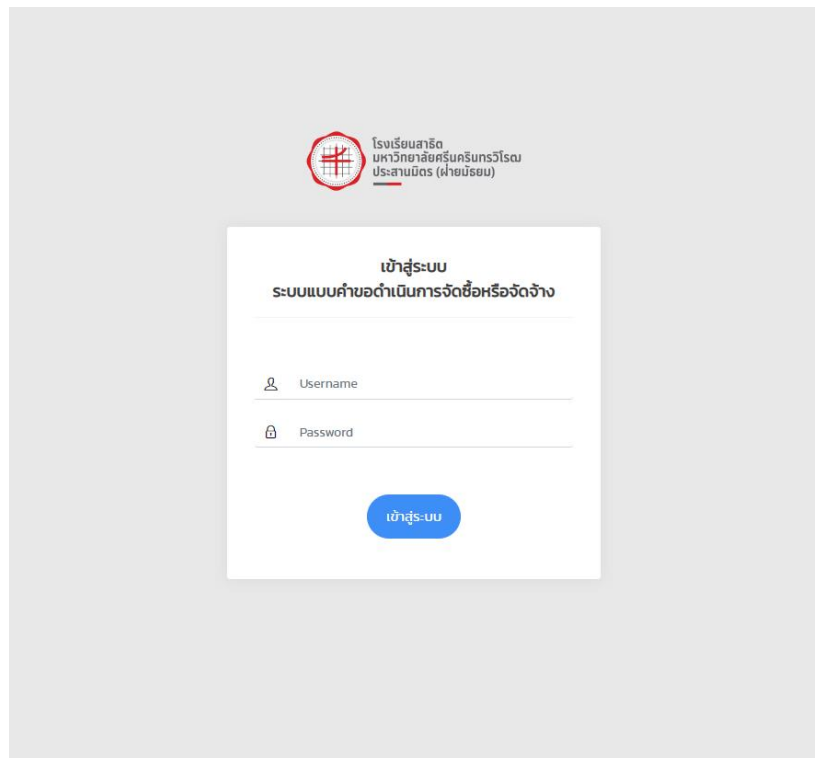 โรงเรียนสาธิต
มหาวิทยาลัยศรีนครินทรวิโรฒ
ประสานมิตร (ฝ่ายมัธยม)
เข้าสู่ระบบ
ระบบแบบคำขอดำเนินการจัดซื้อหรือจัดจ้าง
Username
Password
เข้าสู่ระบบ